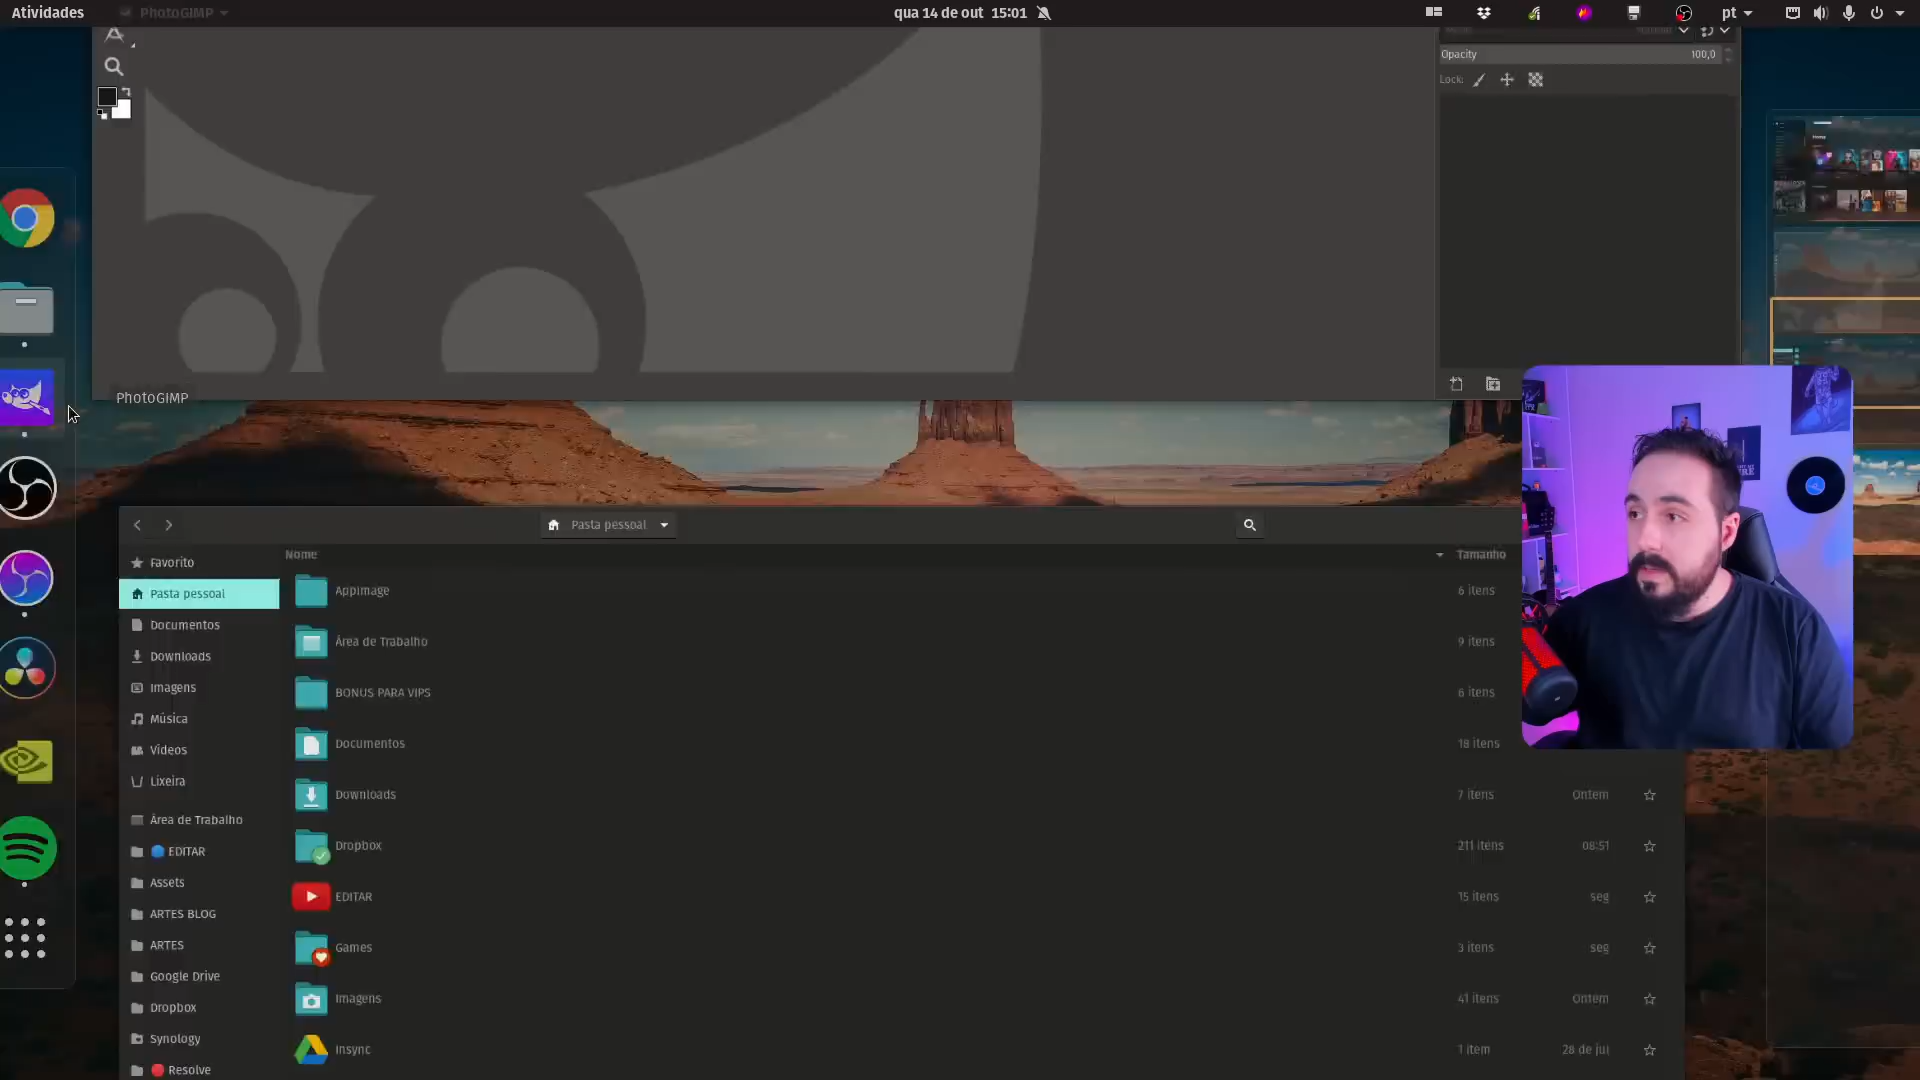 Atividades
PhotoGIMP
qua 14 de out 15:01
pt
Opacity 100,0
Lock:
PhotoGIMP
Pasta pessoal
Favorito
Pasta pessoal
Documentos
Downloads
Imagens
Música
Vídeos
Lixeira
Área de Trabalho
EDITAR
Assets
ARTES BLOG
ARTES
Google Drive
Dropbox
Synology
Resolve
Nome Tamanho
AppImage 6 itens
Área de Trabalho 9 itens
BONUS PARA VIPS 6 itens
Documentos 18 itens
Downloads 7 itens Ontem
Dropbox 211 itens 08:51
EDITAR 15 itens seg
Games 3 itens seg
Imagens 41 itens Ontem
Insync 1 item 28 de jul